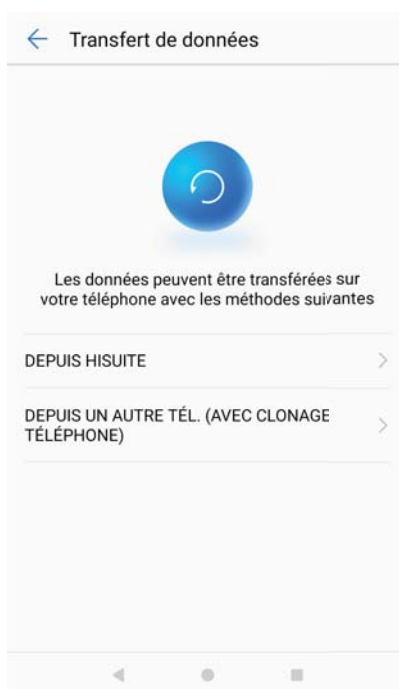 Transfert de données
Les données peuvent être transférées sur
votre téléphone avec les méthodes suivantes
DEPUIS HISUITE
DEPUIS UN AUTRE TÉL. (AVEC CLONAGE
TÉLÉPHONE)